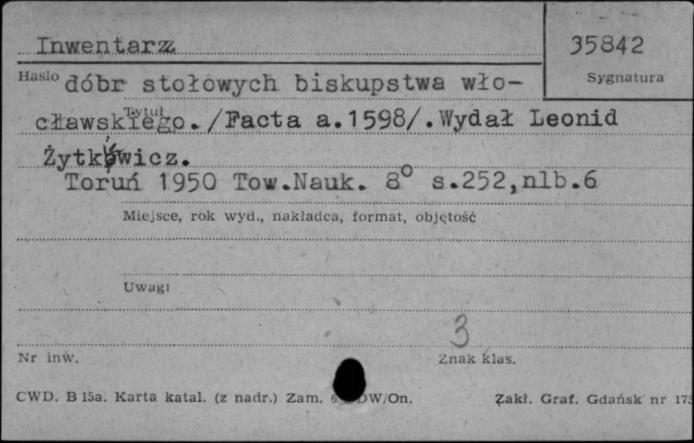 Inwentarz 35842
Hasło Sygnatura
dóbr stołowych biskupstwa wło-
Tytuł
cławskiego./Facta a.1598/.Wydał Leonid
Żytkowicz.
Toruń 1950 Tow.Nauk. 8° s.252,nlb.6
Miejsce, rok wyd., nakładca, format, objętość
Uwagi
3
Nr inw. Znak klas.
CWD. B 15a. Karta katal. (z nadr.) Zam. DW/On. Zakł. Graf. Gdańsk nr